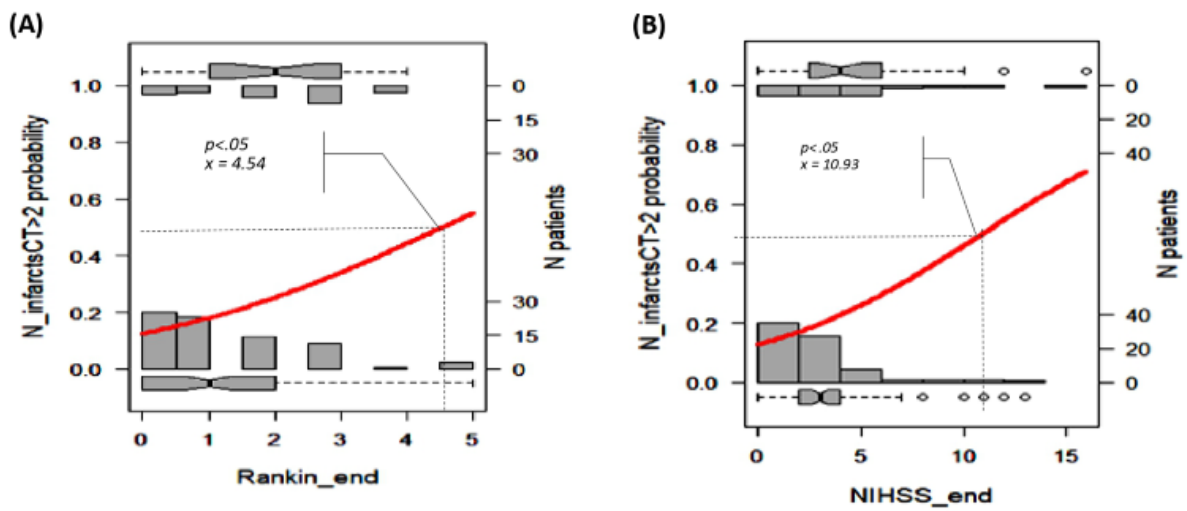 (A)
N_infarctsCT>2 probability
1.0
0.8
0.6
0.4
0.2
0.0
p<.05
x = 4.54
0
15
30
30
15
0
N patients
0
1
2
3
4
5
Rankin_end
(B)
N_infarctsCT>2 probability
1.0
0.8
0.6
0.4
0.2
0.0
p<.05
x = 10.93
0
20
40
40
20
0
N patients
0
5
10
15
NIHSS_end